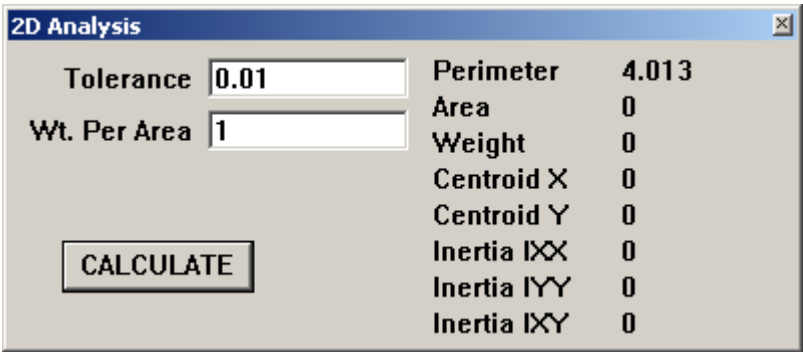 2D Analysis
Tolerance 0.01
Wt. Per Area 1
CALCULATE
Perimeter 4.013
Area 0
Weight 0
Centroid X 0
Centroid Y 0
Inertia IXX 0
Inertia IYY 0
Inertia IXY 0